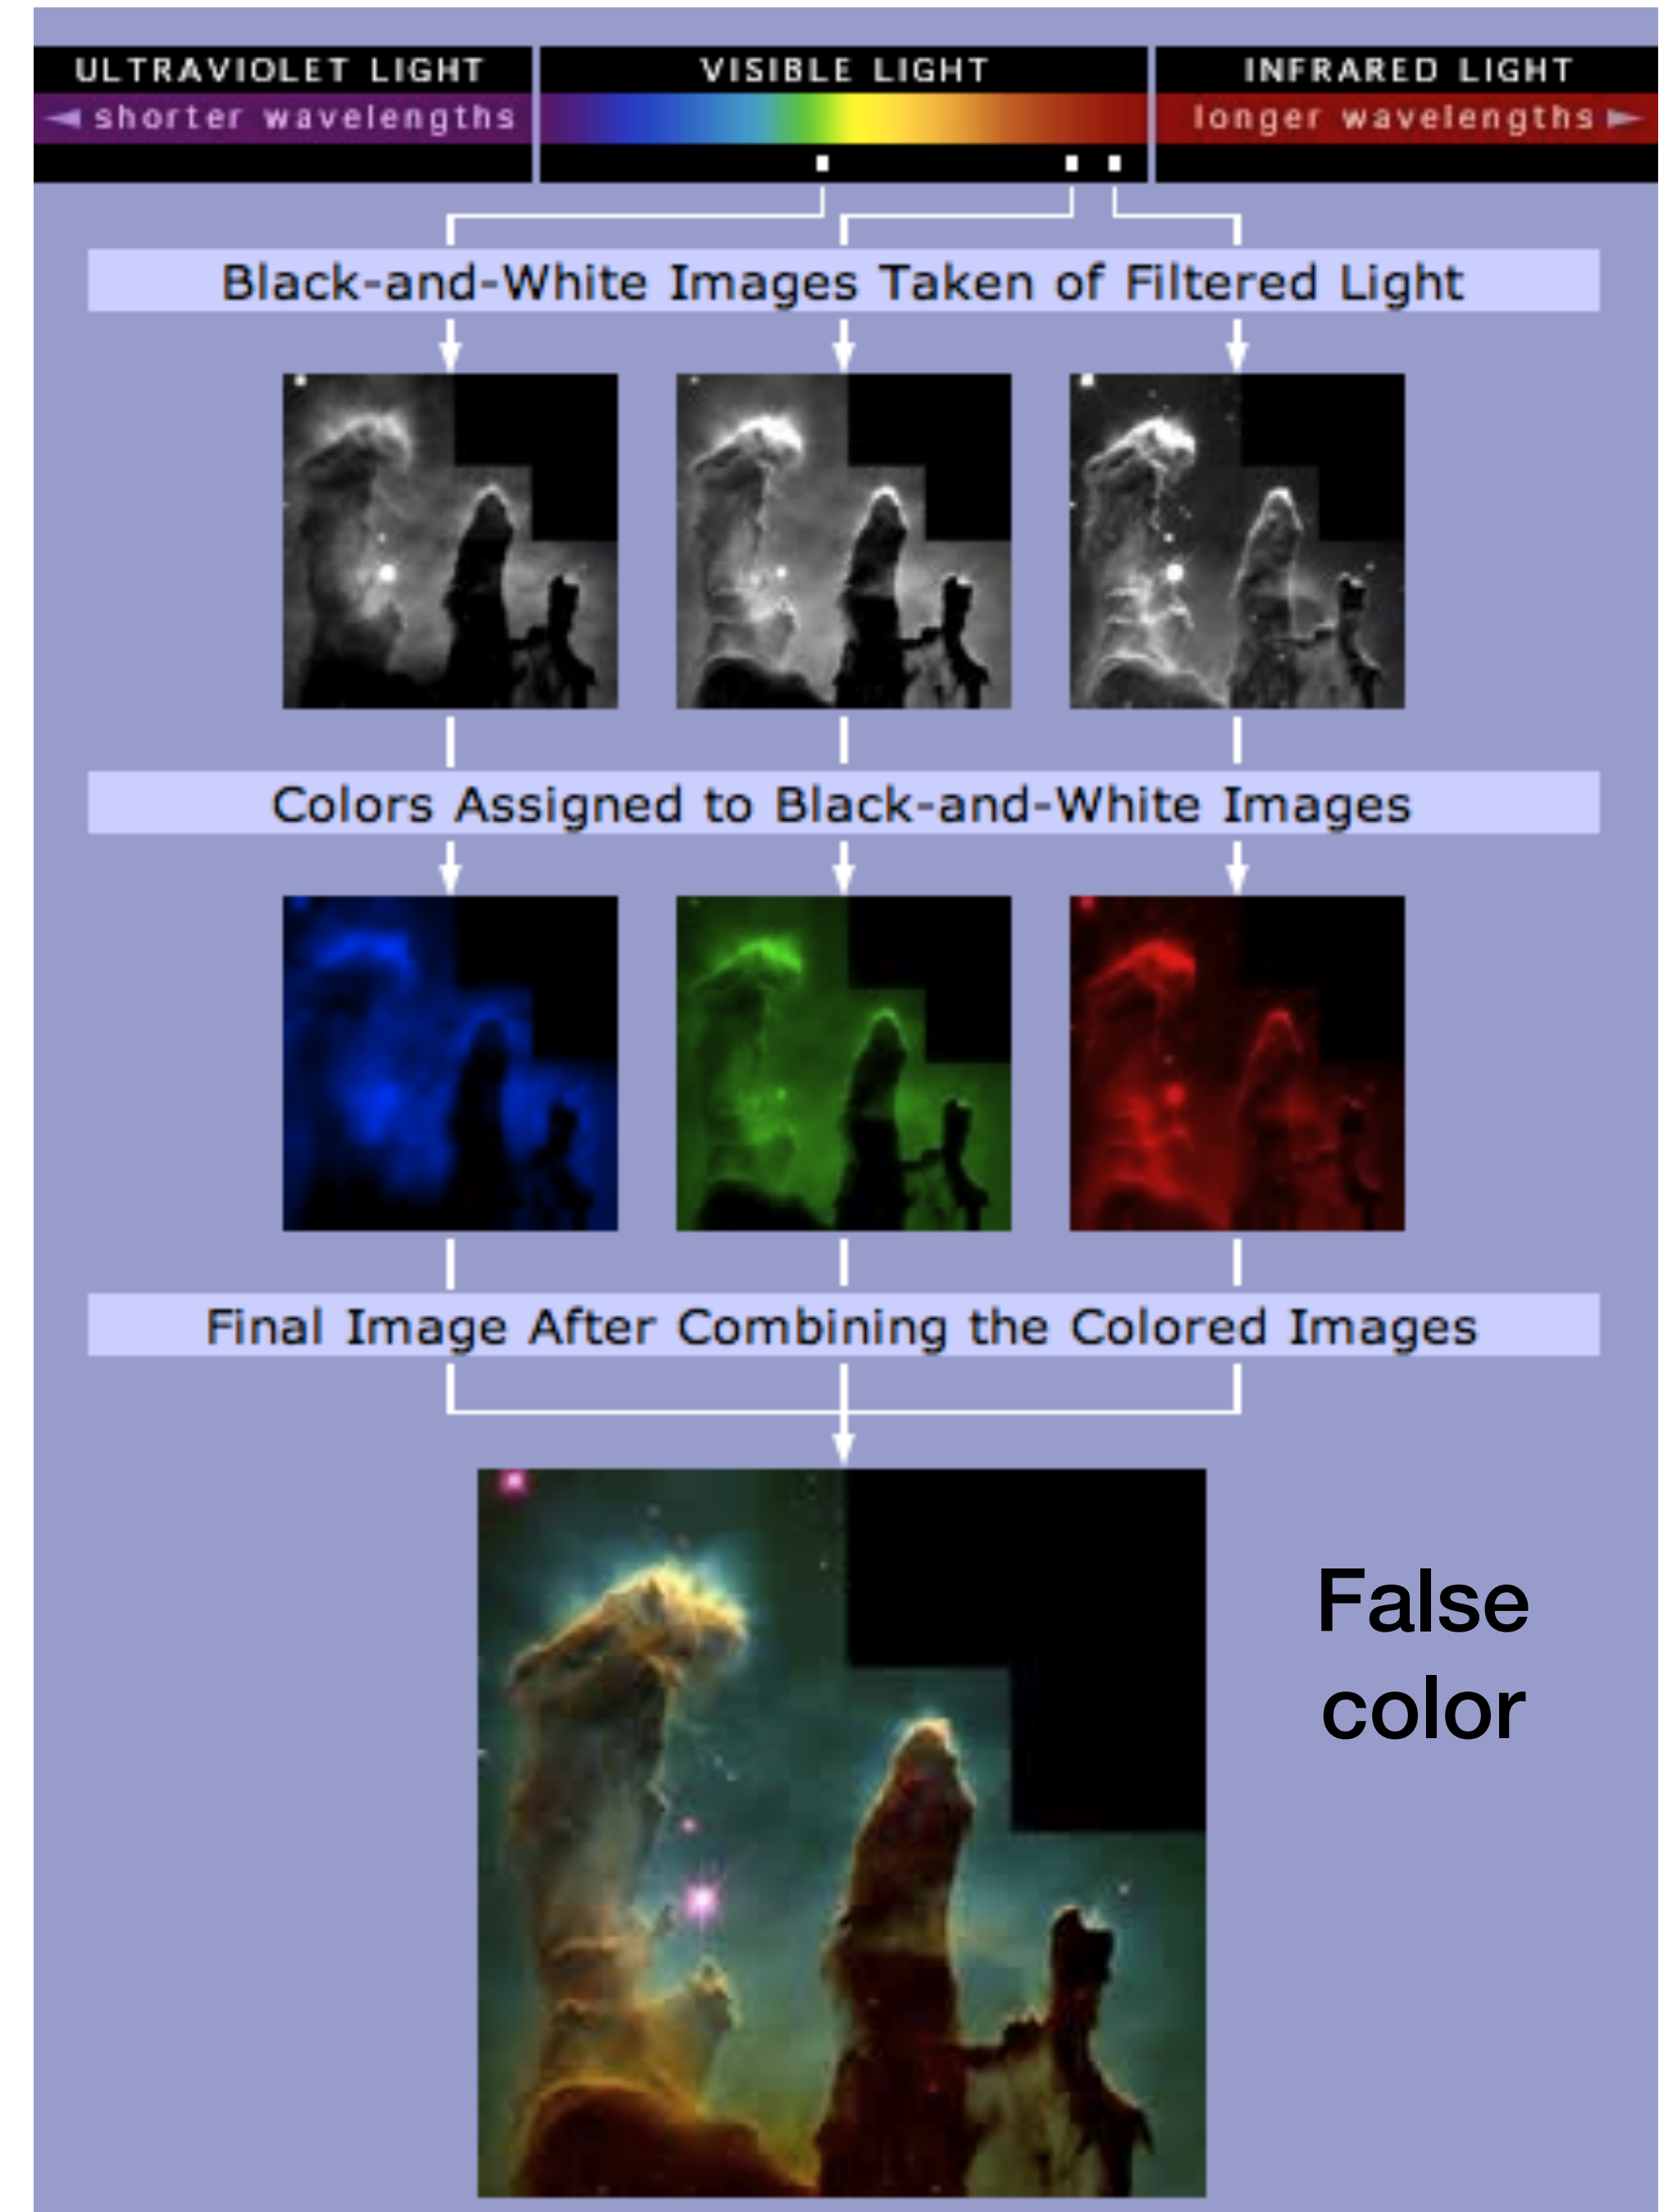 ULTRAVIOLET LIGHT
VISIBLE LIGHT
INFRARED LIGHT
shorter wavelengths
longer wavelengths
Black-and-White Images Taken of Filtered Light
Colors Assigned to Black-and-White Images
Final Image After Combining the Colored Images
False
color